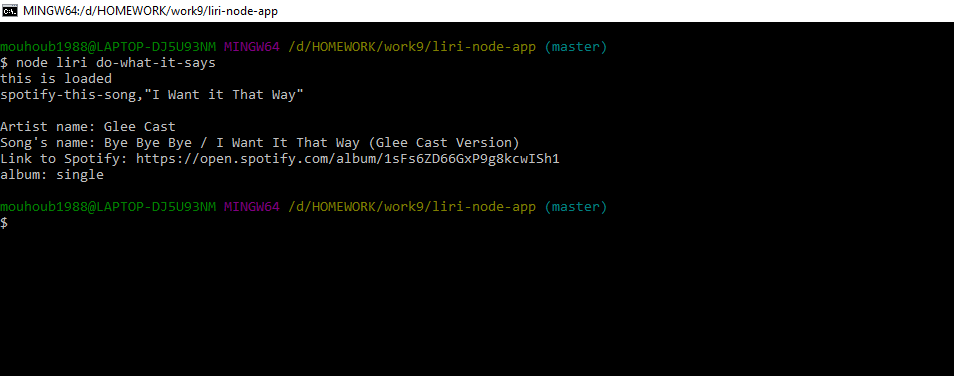 MINGW64:/d/HOMEWORK/work9/liri-node-app
mouhoub1988@LAPTOP-DJ5U93NM MINGW64 /d/HOMEWORK/work9/liri-node-app (master)
$ node liri do-what-it-says
this is loaded
spotify-this-song,"I Want it That Way"
Artist name: Glee Cast
Song's name: Bye Bye Bye / I Want It That Way (Glee Cast Version)
Link to Spotify: https://open.spotify.com/album/1sFs6ZD66GxP9g8kcwISh1
album: single
mouhoub1988@LAPTOP-DJ5U93NM MINGW64 /d/HOMEWORK/work9/liri-node-app (master)
$